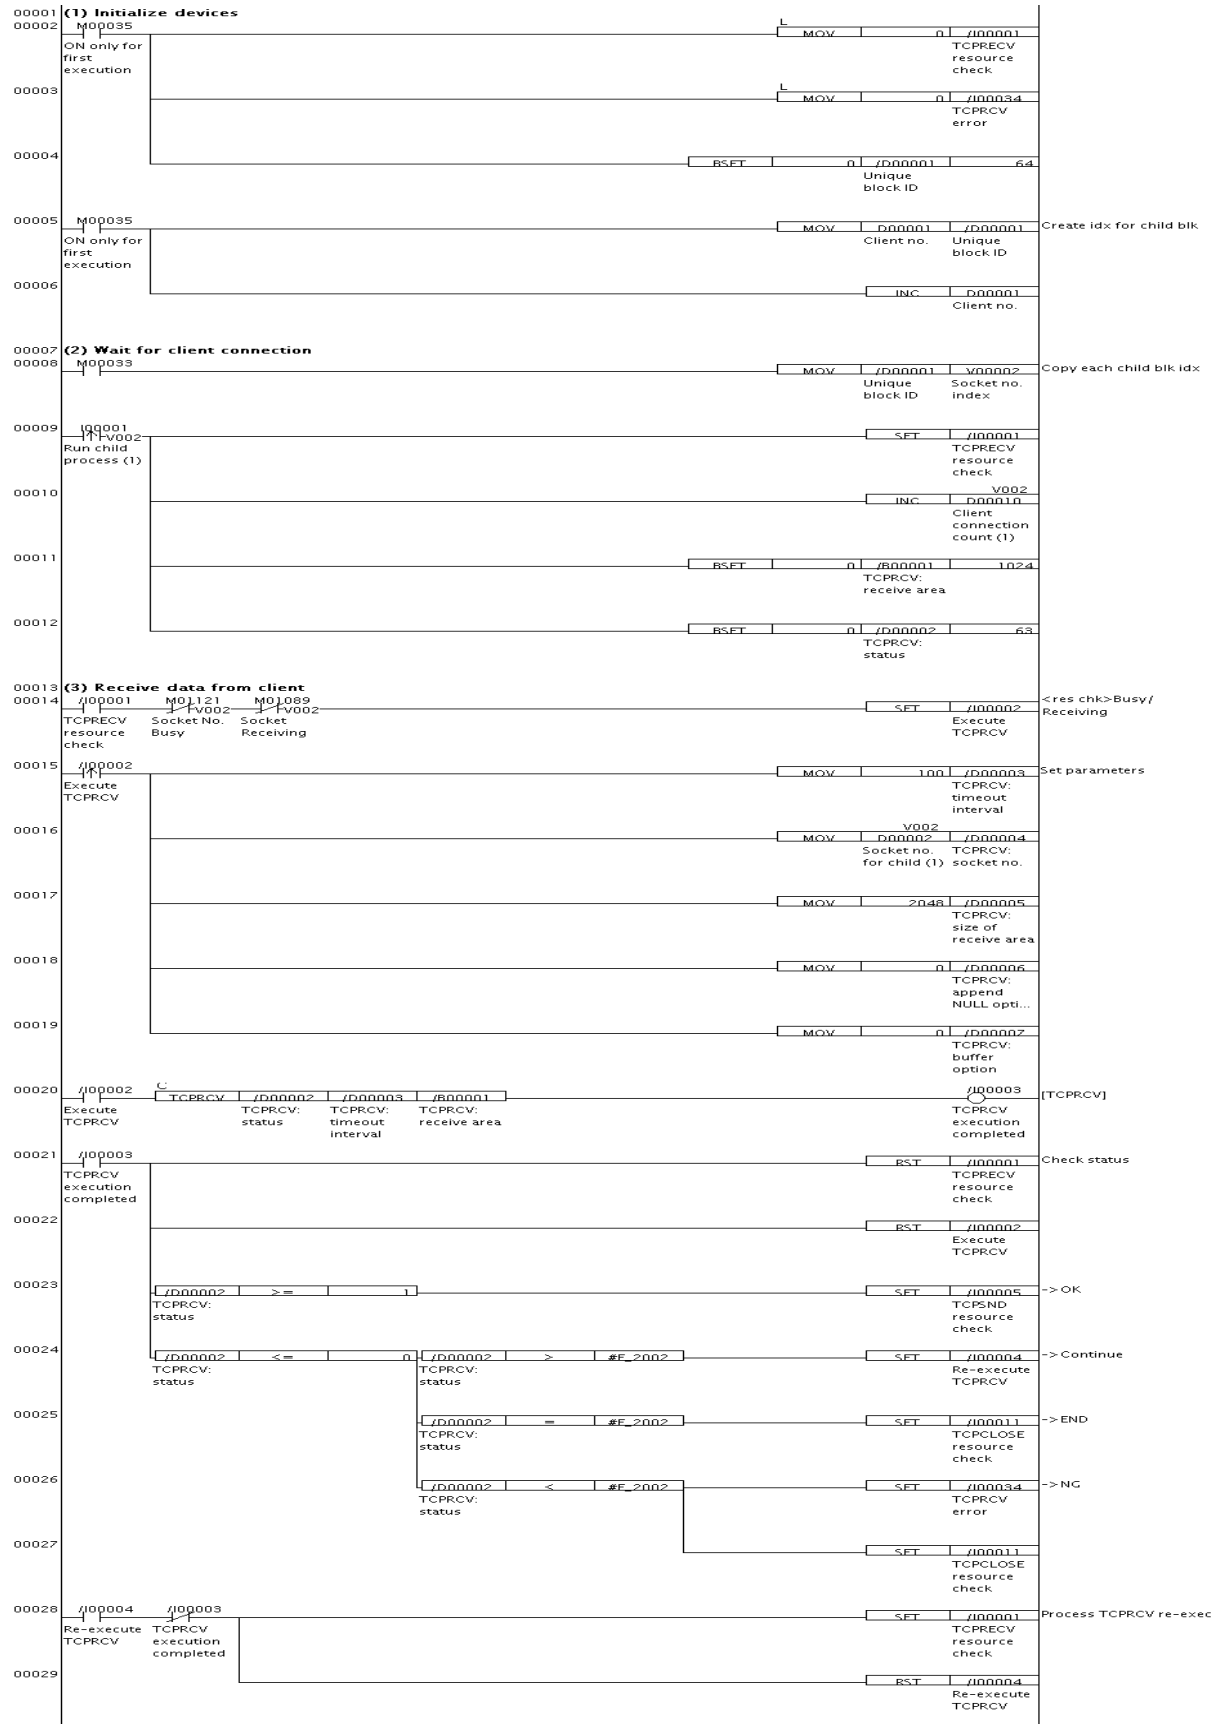 00001 (1) Initialize devices
00002 M00035 L MOV 0 /I00001
ON only for first execution TCPRECV resource check
00003 L MOV 0 /I00034
TCPRCV error
00004 BSET 0 /D00001 64
Unique block ID
00005 M00035 MOV D00001 /D00001 Create idx for child blk
ON only for first execution Client no. Unique block ID
00006 INC D00001
Client no.
00007 (2) Wait for client connection
00008 M00033 MOV /D00001 V00002 Copy each child blk idx
Unique block ID Socket no. index
00009 I00001 V002 SET /I00001
Run child process (1) TCPRECV resource check
00010 V002 INC D00010
Client connection count (1)
00011 BSET 0 /B00001 1024
TCPRCV: receive area
00012 BSET 0 /D00002 63
TCPRCV: status
00013 (3) Receive data from client
00014 /I00001 M01121 V002 M01089 V002 SET /I00002 <res chk>Busy/ Receiving
TCPRECV resource check Socket No. Busy Socket Receiving Execute TCPRCV
00015 /I00002 MOV 100 /D00003 Set parameters
Execute TCPRCV TCPRCV: timeout interval
00016 V002 MOV D00002 /D00004
Socket no. for child (1) TCPRCV: socket no.
00017 MOV 2048 /D00005
TCPRCV: size of receive area
00018 MOV 0 /D00006
TCPRCV: append NULL opti...
00019 MOV 0 /D00007
TCPRCV: buffer option
00020 /I00002 C TCPRCV /D00002 /D00003 /B00001 /I00003 [TCPRCV]
Execute TCPRCV TCPRCV: status TCPRCV: timeout interval TCPRCV: receive area TCPRCV execution completed
00021 /I00003 RST /I00001 Check status
TCPRCV execution completed TCPRECV resource check
00022 RST /I00002
Execute TCPRCV
00023 /D00002 >= 1 SET /I00005 ->OK
TCPRCV: status TCPSND resource check
00024 /D00002 <= 0 /D00002 > #E_2002 SET /I00004 ->Continue
TCPRCV: status TCPRCV: status Re-execute TCPRCV
00025 /D00002 = #E_2002 SET /I00011 ->END
TCPRCV: status TCPCLOSE resource check
00026 /D00002 < #E_2002 SET /I00034 ->NG
TCPRCV: status TCPRCV error
00027 SET /I00011
TCPCLOSE resource check
00028 /I00004 /I00003 SET /I00001 Process TCPRCV re-exec
Re-execute TCPRCV TCPRCV execution completed TCPRECV resource check
00029 RST /I00004
Re-execute TCPRCV